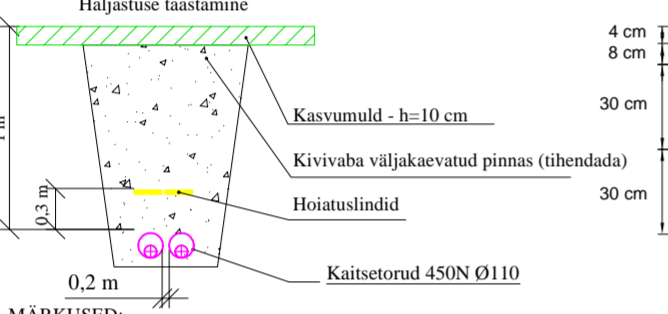 Haljastuse taastamine
4 cm
8 cm
30 cm
Kasvumuld - h=10 cm
Kivivaba väljakaevatud pinnas (tihendada)
30 cm
0,3 m
Hoiatuslindid
Kaitsetorud 450N Ø110
0,2 m
MÄRKUSED: